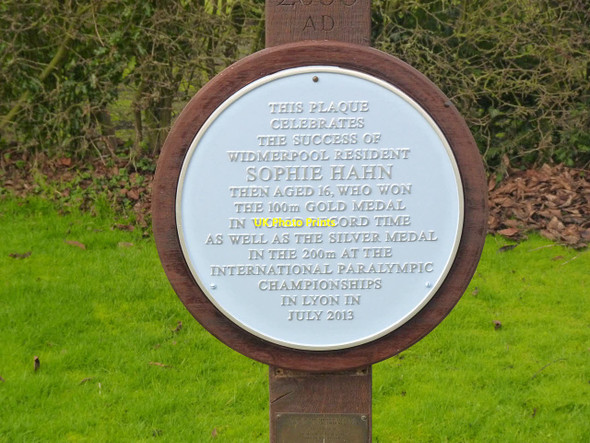 AD
THIS PLAQUE
CELEBRATES
THE SUCCESS OF
WIDMERPOOL RESIDENT
SOPHIE HAHN
THEN AGED 16, WHO WON
THE 100m GOLD MEDAL
IN RECORD TIME
AS WELL AS THE SILVER MEDAL
IN THE 200m AT THE
INTERNATIONAL PARALYMPIC
CHAMPIONSHIPS
IN LYON IN
JULY 2013